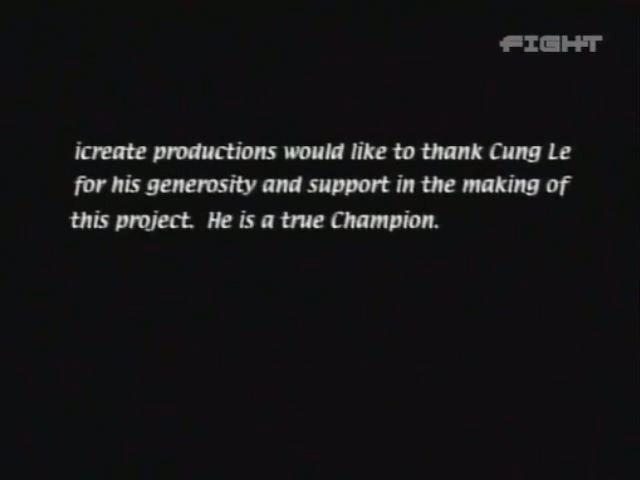 FIGHT
icreate productions would like to thank Cung Le
for his generosity and support in the making of
this project. He is a true Champion.